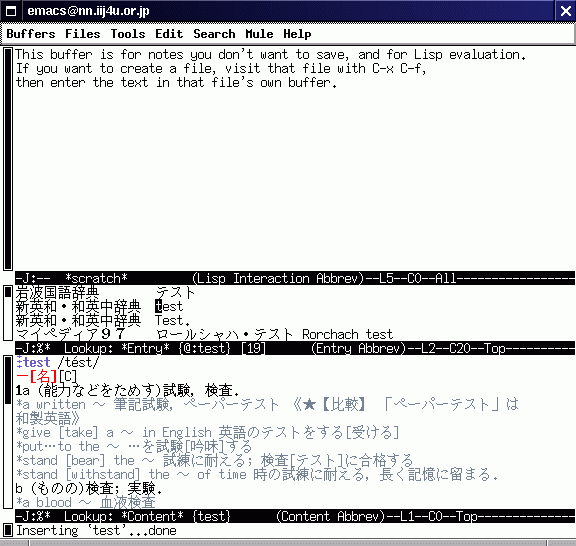 emacs@nn.iij4u.or.jp
Buffers Files Tools Edit Search Mule Help
This buffer is for notes you don't want to save, and for Lisp evaluation.
If you want to create a file, visit that file with C-x C-f,
then enter the text in that file's own buffer.
-J:-- *scratch* (Lisp Interaction Abbrev)--L5--C0--All----------------
岩波国語辞典 テスト
新英和・和英中辞典 test
新英和・和英中辞典 Test.
マイペディア97 ロールシャハ・テスト Rorchach test
-J:%* Lookup: *Entry* {@:test} [19] (Entry Abbrev)--L2--C20--Top----------
‡test /tést/
━[名][C]
1a (能力などをためす)試験, 検査.
*a written ～ 筆記試験, ペーパーテスト 《★【比較】 「ペーパーテスト」は
和製英語》
*give [take] a ～ in English 英語のテストをする[受ける]
*put…to the ～ …を試験[吟味]する
*stand [bear] the ～ 試練に耐える; 検査[テスト]に合格する
*stand [withstand] the ～ of time 時の試練に耐える, 長く記憶に留まる.
b (ものの)検査; 実験.
*a blood ～ 血液検査
-J:%* Lookup: *Content* {test} (Content Abbrev)--L1--C0--Top-------------
Inserting `test'...done